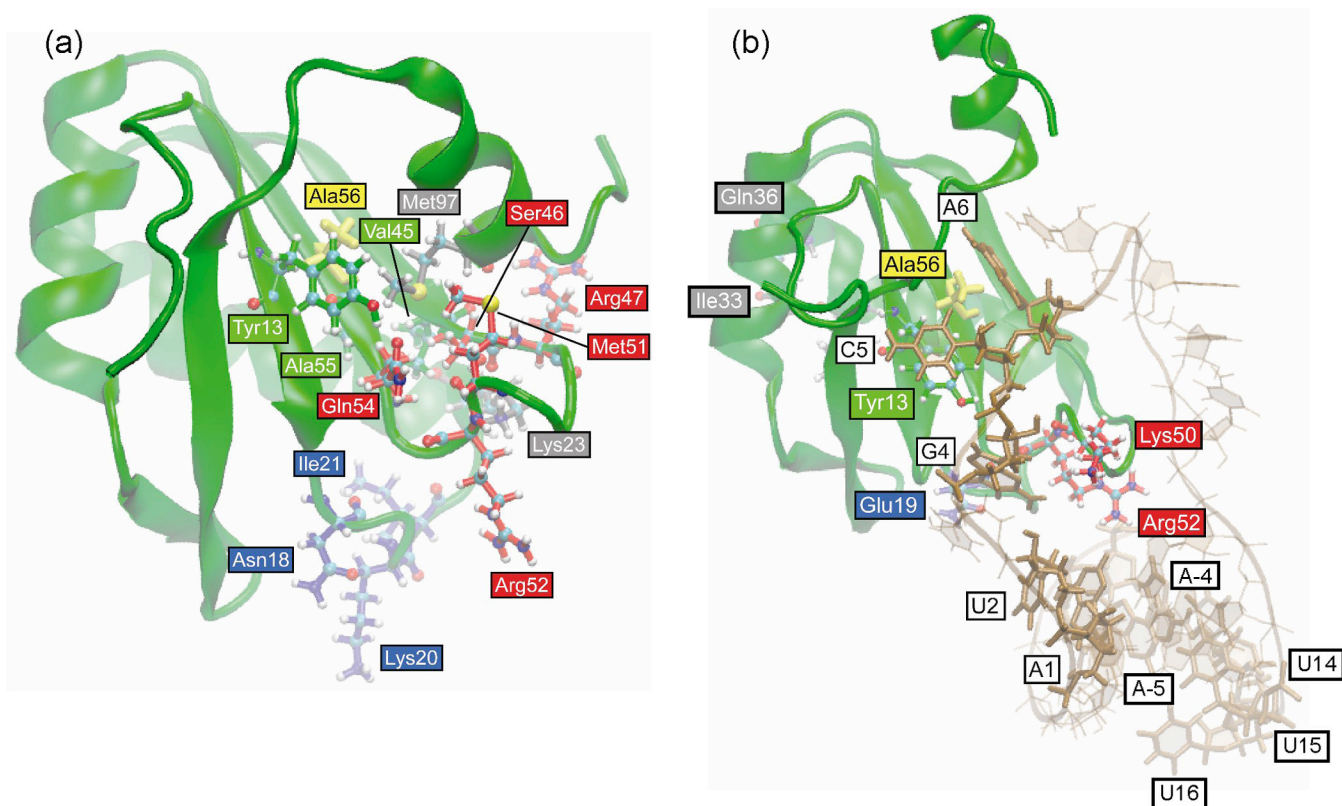 (a)
Ala56
Met97
Ser46
Val45
Arg47
Tyr13
Met51
Ala55
Gln54
Lys23
Ile21
Asn18
Arg52
Lys20
(b)
Gln36
A6
Ala56
Ile33
C5
Tyr13
Lys50
G4
Glu19
Arg52
A-4
U2
U14
A1
A-5
U15
U16